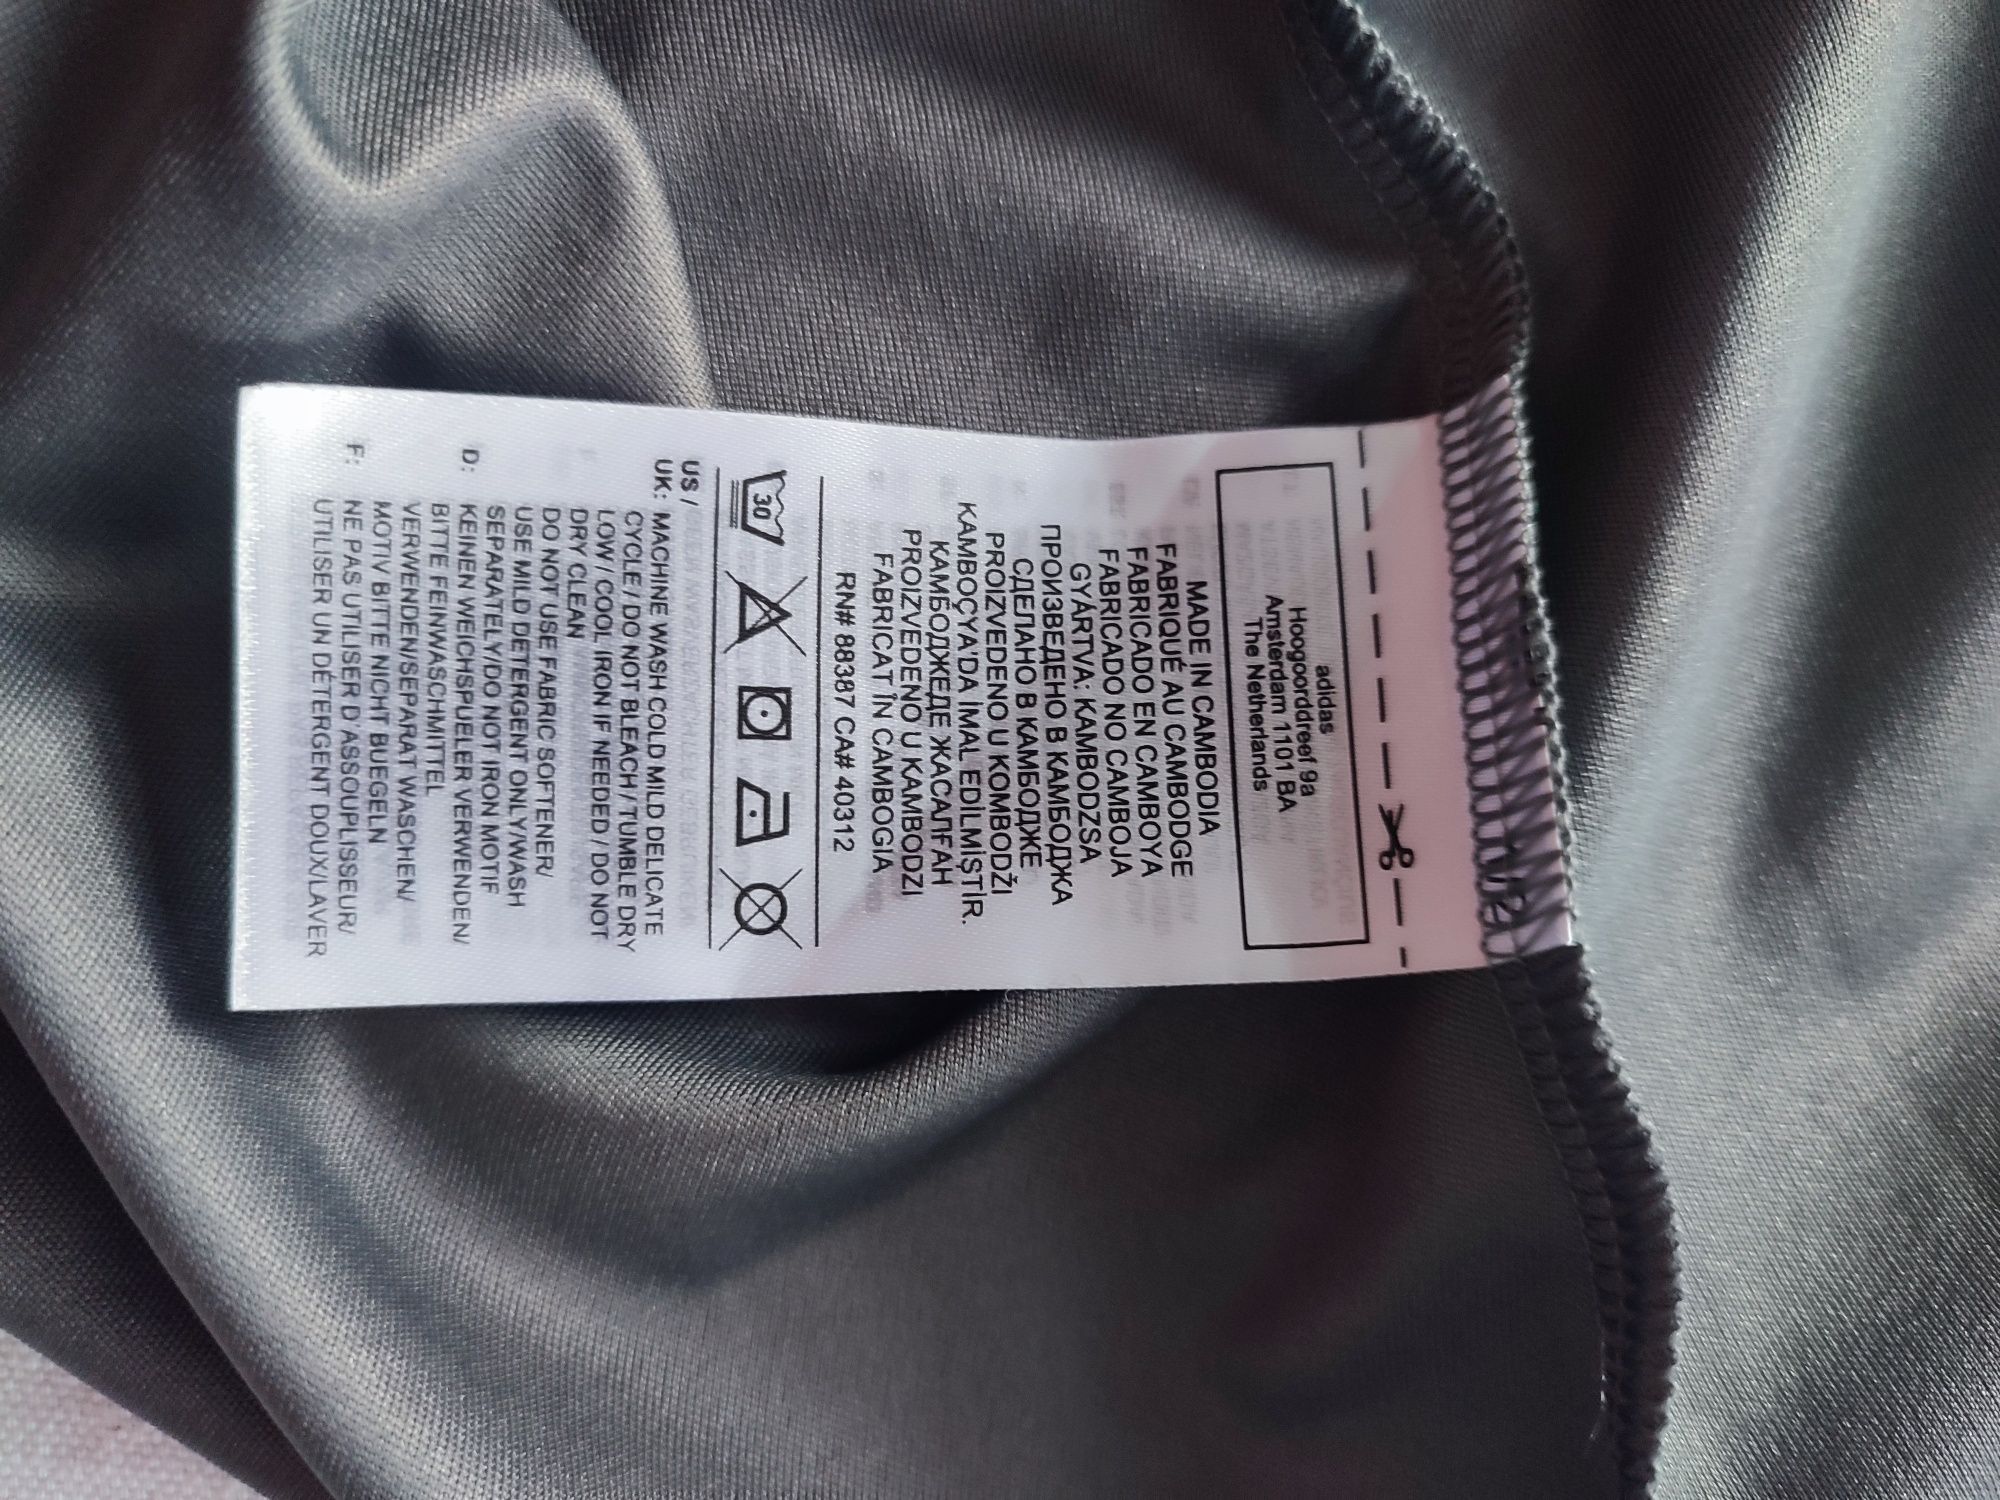 adidas
Hoogoorddreef 9a
Amsterdam 1101 BA
The Netherlands
MADE IN CAMBODIA
FABRIQUÉ AU CAMBODGE
FABRICADO EN CAMBOYA
FABRICADO NO CAMBOJA
GYÁRTVA: KAMBODZSA
ПРОИЗВЕДЕНО В КАМБОДЖА
СДЕЛАНО В КАМБОДЖЕ
PROIZVEDENO U KOMBODŽI
KAMBOÇYA'DA İMAL EDİLMİŞTİR.
КАМБОДЖЕДЕ ЖАСАЛҒАН
PROIZVEDENO U KAMBODZI
FABRICAT ÎN CAMBOGIA
RN# 88387 CA# 40312
30
US /
UK: MACHINE WASH COLD MILD DELICATE
CYCLE / DO NOT BLEACH / TUMBLE DRY
LOW / COOL IRON IF NEEDED / DO NOT
DRY CLEAN
DO NOT USE FABRIC SOFTENER/
USE MILD DETERGENT ONLY/WASH
SEPARATELY/DO NOT IRON MOTIF
D: KEINEN WEICHSPUELER VERWENDEN/
BITTE FEINWASCHMITTEL
VERWENDEN/SEPARAT WASCHEN/
MOTIV BITTE NICHT BUEGELN
F: NE PAS UTILISER D ASSOUPLISSEUR/
UTILISER UN DÉTERGENT DOUX/LAVER